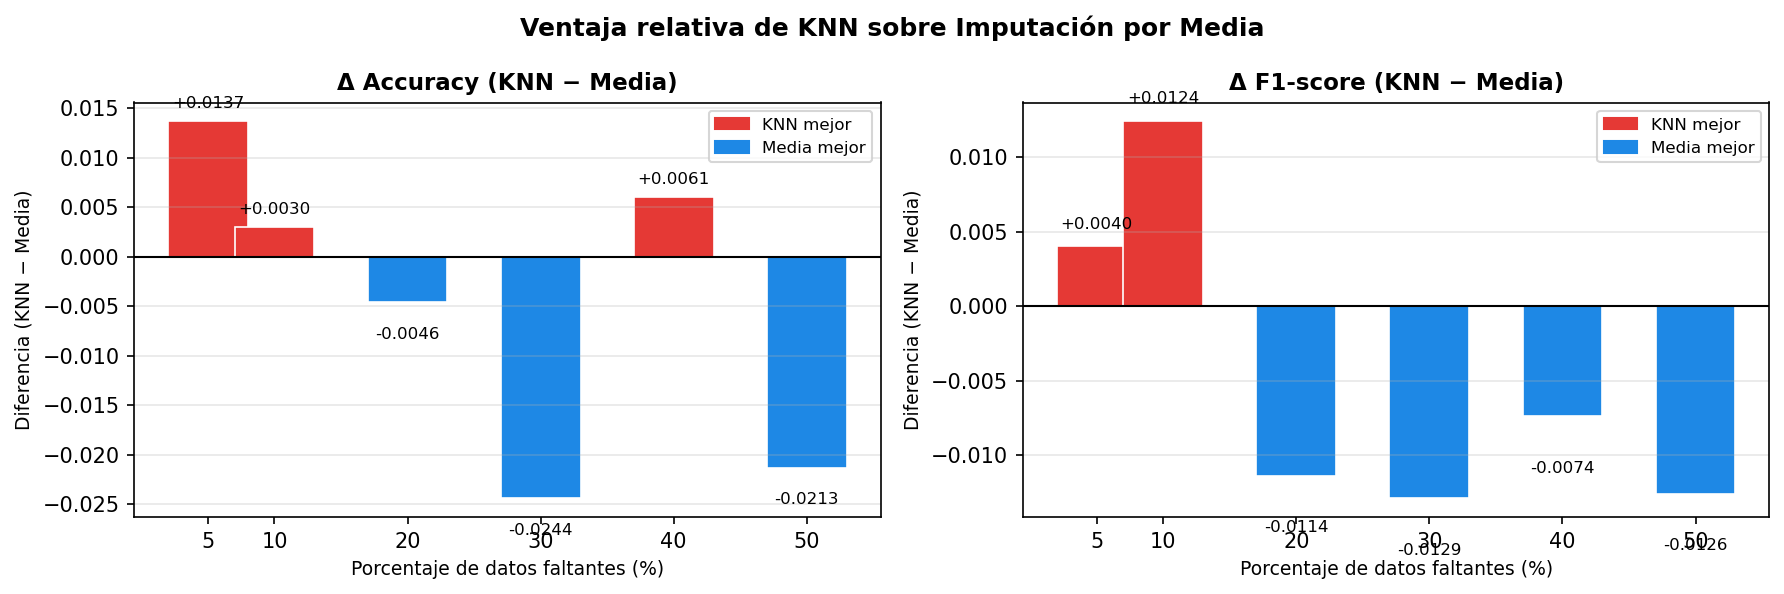 Ventaja relativa de KNN sobre Imputación por Media
Δ Accuracy (KNN − Media)
Diferencia (KNN − Media)
0.015
0.010
0.005
0.000
−0.005
−0.010
−0.015
−0.020
−0.025
+0.0137
+0.0030
-0.0046
-0.0244
+0.0061
-0.0213
KNN mejor
Media mejor
5 10 20 30 40 50
Porcentaje de datos faltantes (%)
Δ F1-score (KNN − Media)
Diferencia (KNN − Media)
0.010
0.005
0.000
−0.005
−0.010
+0.0040
+0.0124
-0.0114
-0.0129
-0.0074
-0.0126
KNN mejor
Media mejor
5 10 20 30 40 50
Porcentaje de datos faltantes (%)